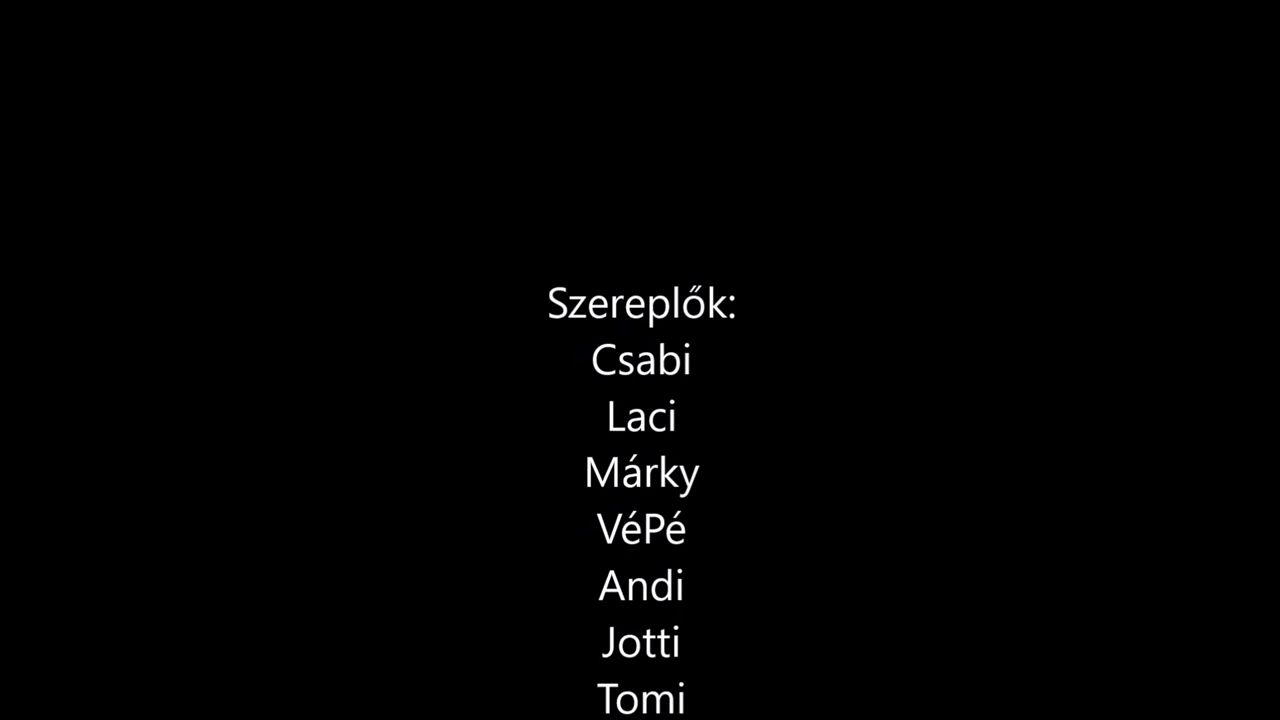 Szereplők:
Csabi
Laci
Márky
VéPé
Andi
Jotti
Tomi